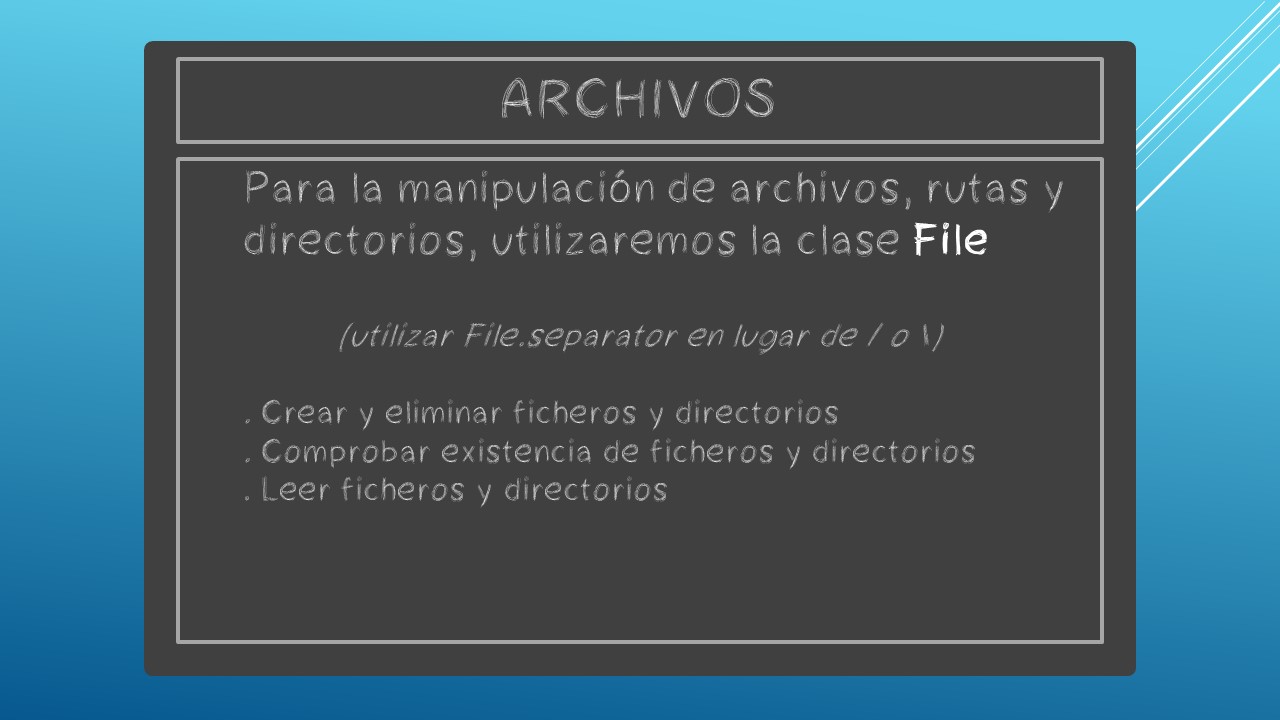 ARCHIVOS
Para la manipulación de archivos, rutas y
directorios, utilizaremos la clase File
(utilizar File.separator en lugar de / o \)
. Crear y eliminar ficheros y directorios
. Comprobar existencia de ficheros y directorios
. Leer ficheros y directorios